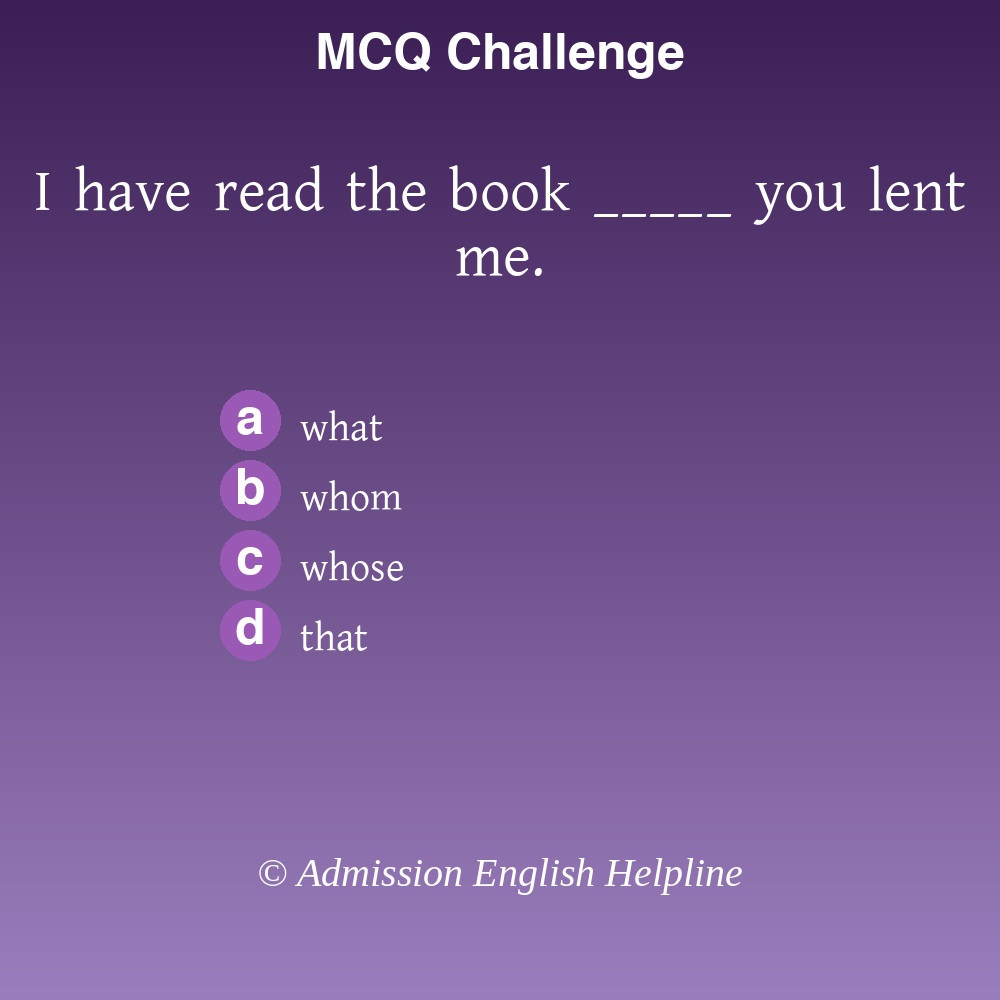 MCQ Challenge
I have read the book _____ you lent
me.
a what
b whom
c whose
d that
© Admission English Helpline